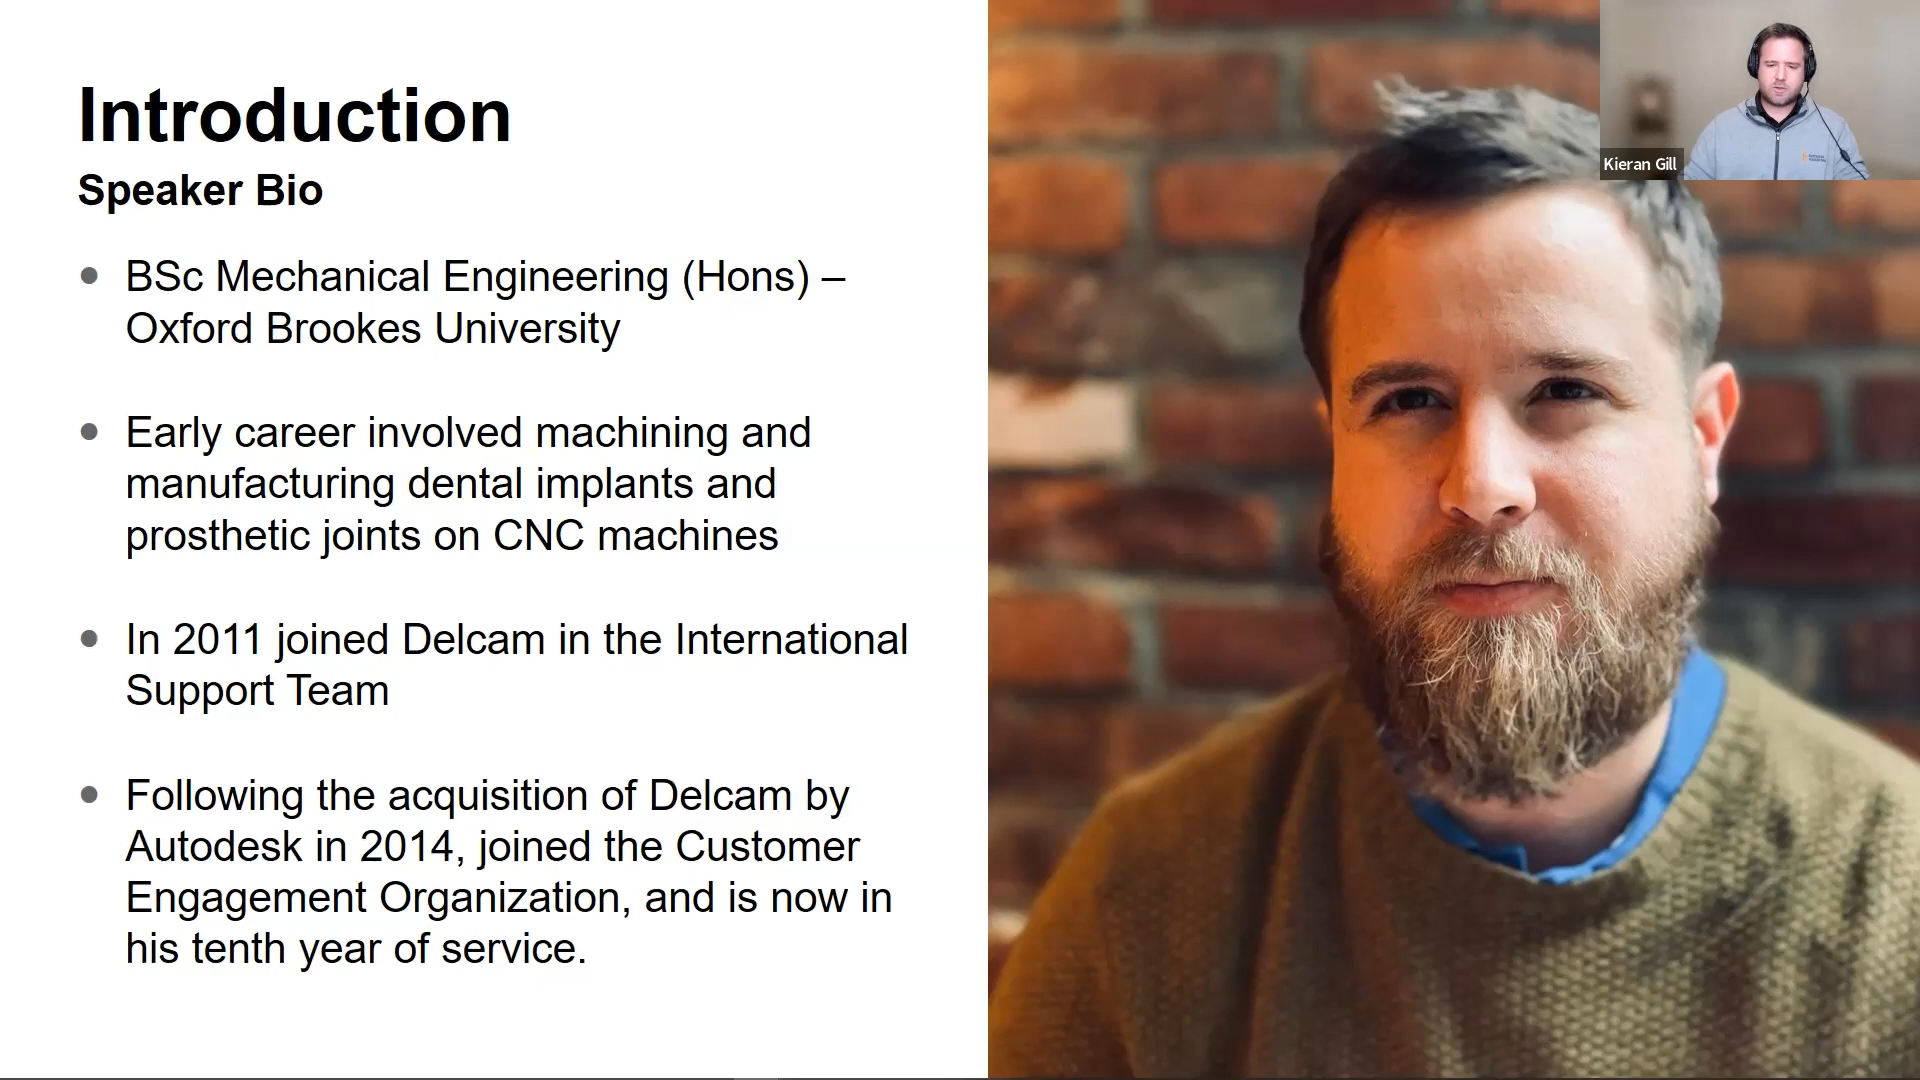 Introduction
Speaker Bio
• BSc Mechanical Engineering (Hons) –
Oxford Brookes University
• Early career involved machining and
manufacturing dental implants and
prosthetic joints on CNC machines
• In 2011 joined Delcam in the International
Support Team
• Following the acquisition of Delcam by
Autodesk in 2014, joined the Customer
Engagement Organization, and is now in
his tenth year of service.
Kieran Gill